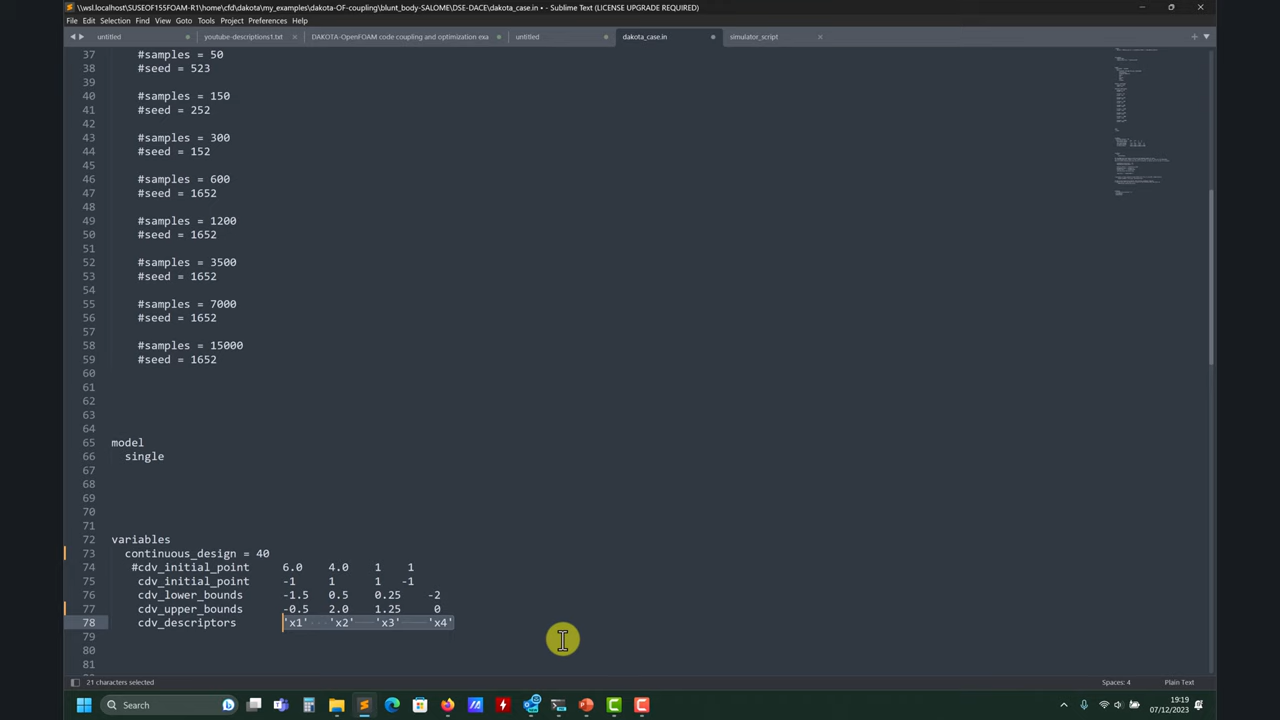 \\wsl.localhost\SUSEOF155FOAM-R1\home\cfd\dakota\my_examples\dakota-OF-coupling\blunt_body-SALOME\DSE-DACE\dakota_case.in • - Sublime Text (LICENSE UPGRADE REQUIRED)
File Edit Selection Find View Goto Tools Project Preferences Help
untitled youtube-descriptions1.txt DAKOTA-OpenFOAM code coupling and optimization exa untitled dakota_case.in simulator_script
37 #samples = 50
38 #seed = 523
39
40 #samples = 150
41 #seed = 252
42
43 #samples = 300
44 #seed = 152
45
46 #samples = 600
47 #seed = 1652
48
49 #samples = 1200
50 #seed = 1652
51
52 #samples = 3500
53 #seed = 1652
54
55 #samples = 7000
56 #seed = 1652
57
58 #samples = 15000
59 #seed = 1652
60
61
62
63
64
65 model
66 single
67
68
69
70
71
72 variables
73 continuous_design = 40
74 #cdv_initial_point 6.0 4.0 1 1
75 cdv_initial_point -1 1 1 -1
76 cdv_lower_bounds -1.5 0.5 0.25 -2
77 cdv_upper_bounds -0.5 2.0 1.25 0
78 cdv_descriptors 'x1' 'x2' 'x3' 'x4'
79
80
81
21 characters selected Spaces: 4 Plain Text
Search 19:19
07/12/2023